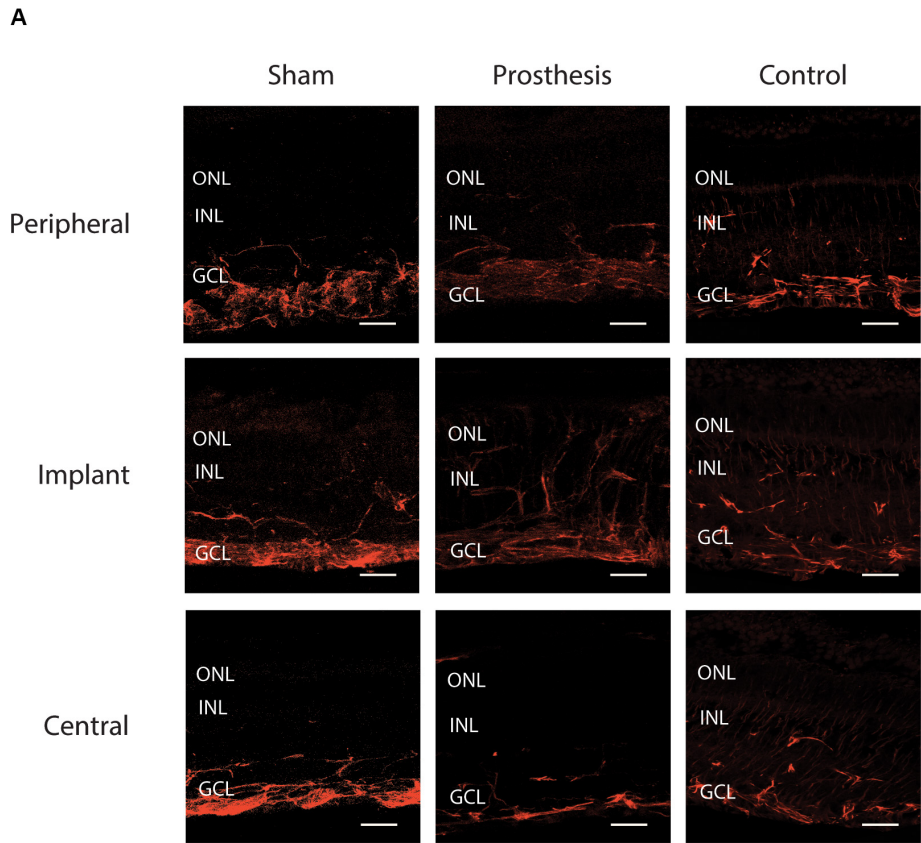 A
Sham Prosthesis Control
Peripheral
ONL ONL ONL
INL INL INL
GCL GCL GCL
Implant
ONL ONL ONL
INL INL INL
GCL GCL GCL
Central
ONL ONL ONL
INL INL INL
GCL GCL GCL